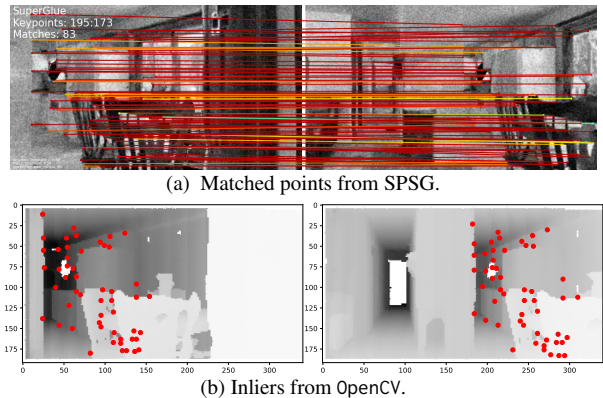 SuperGlue
Keypoints: 195:173
Matches: 83
(a) Matched points from SPSG.
0
25
50
75
100
125
150
175
0 50 100 150 200 250 300
0
25
50
75
100
125
150
175
0 50 100 150 200 250 300
(b) Inliers from OpenCV.